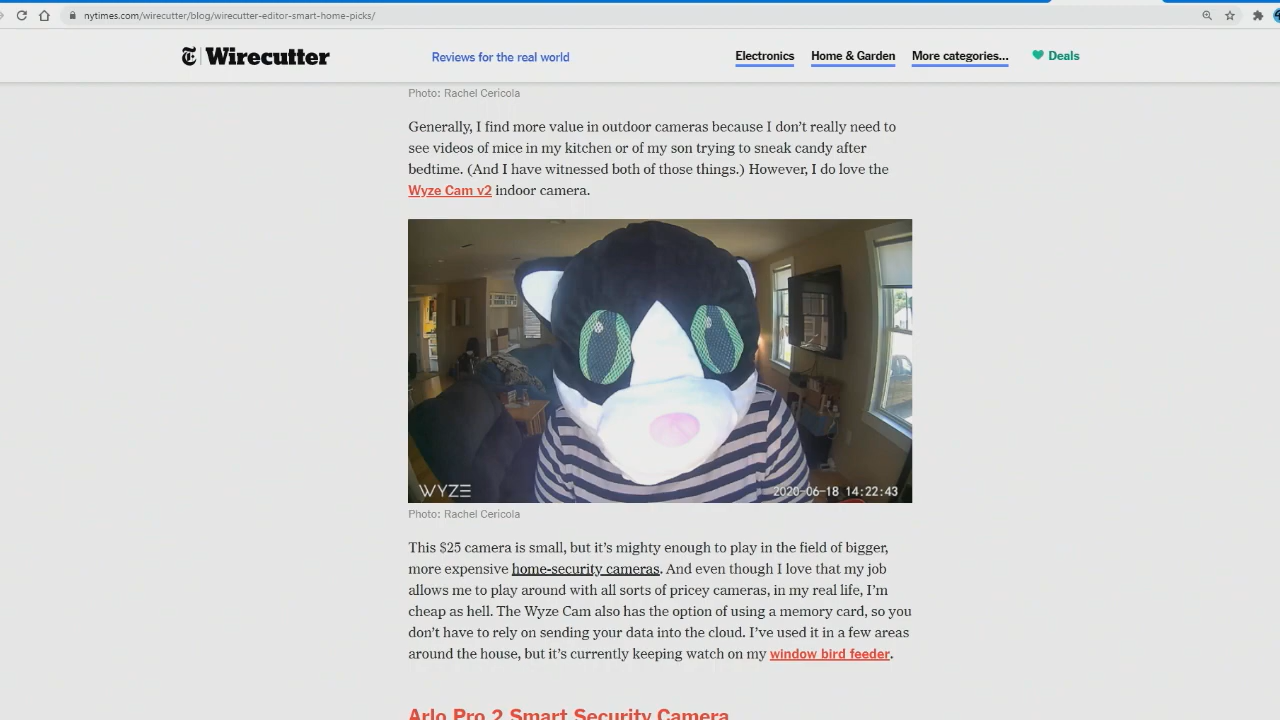 nytimes.com/wirecutter/blog/wirecutter-editor-smart-home-picks/
Wirecutter
Reviews for the real world
Electronics
Home & Garden
More categories...
Deals
Photo: Rachel Cericola
Generally, I find more value in outdoor cameras because I don’t really need to
see videos of mice in my kitchen or of my son trying to sneak candy after
bedtime. (And I have witnessed both of those things.) However, I do love the
Wyze Cam v2 indoor camera.
WYZE
2020-06-18 14:22:43
Photo: Rachel Cericola
This $25 camera is small, but it’s mighty enough to play in the field of bigger,
more expensive home-security cameras. And even though I love that my job
allows me to play around with all sorts of pricey cameras, in my real life, I’m
cheap as hell. The Wyze Cam also has the option of using a memory card, so you
don’t have to rely on sending your data into the cloud. I’ve used it in a few areas
around the house, but it’s currently keeping watch on my window bird feeder.
Arlo Pro 2 Smart Security Camera